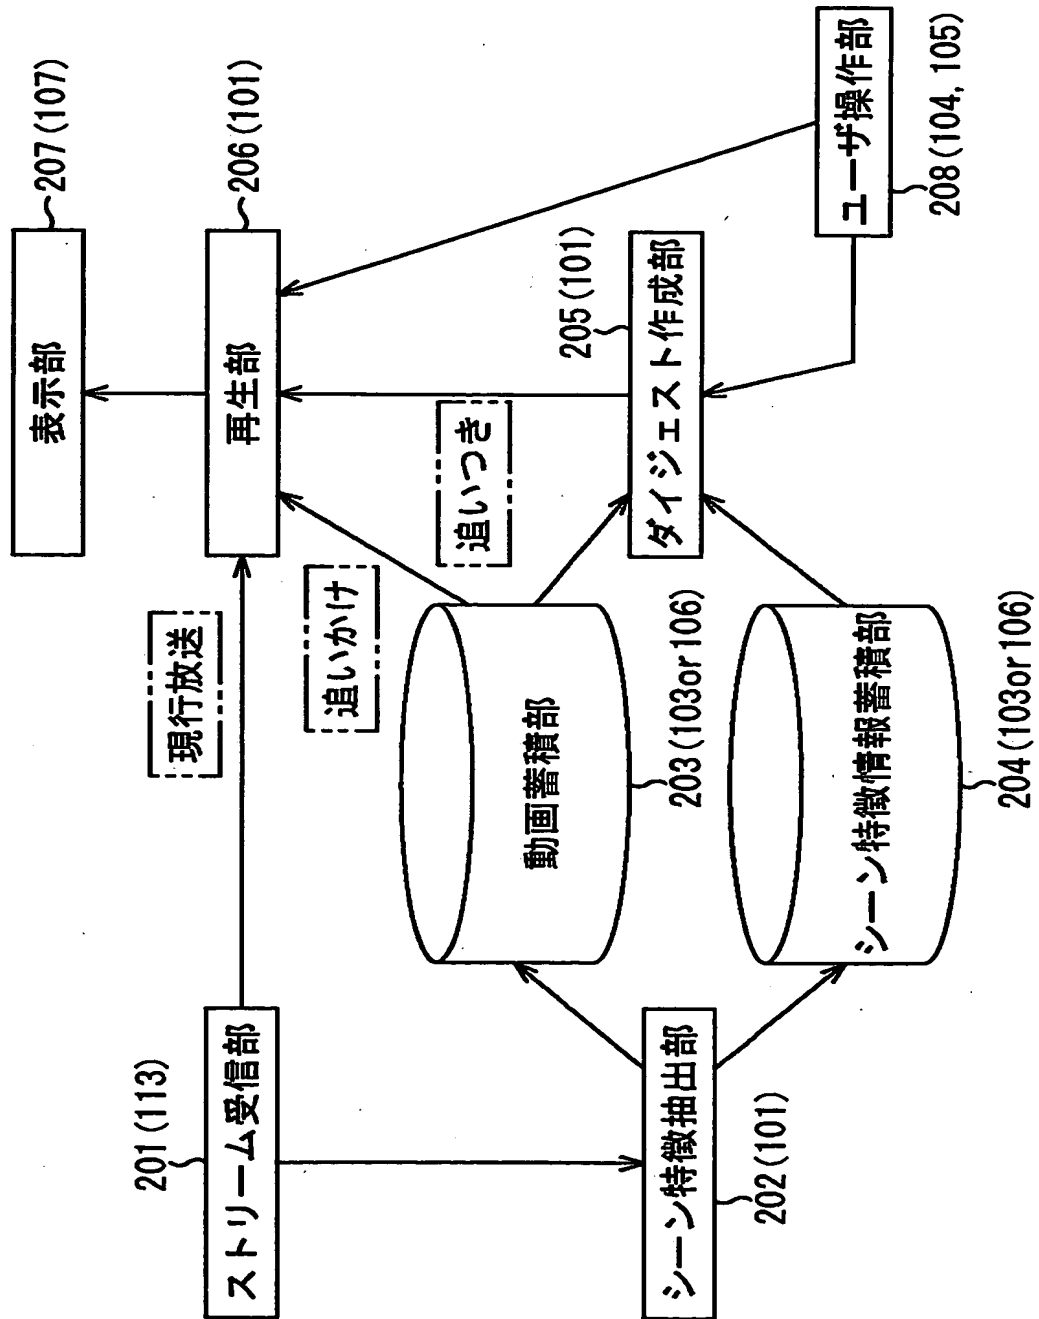 201(113)
ストリーム受信部
現行放送
再生部
206(101)
表示部
207(107)
追いかけ
追いつき
動画蓄積部
203(103or106)
シーン特徴抽出部
202(101)
シーン特徴情報蓄積部
204(103or106)
205(101)
ダイジェスト作成部
ユーザ操作部
208(104, 105)